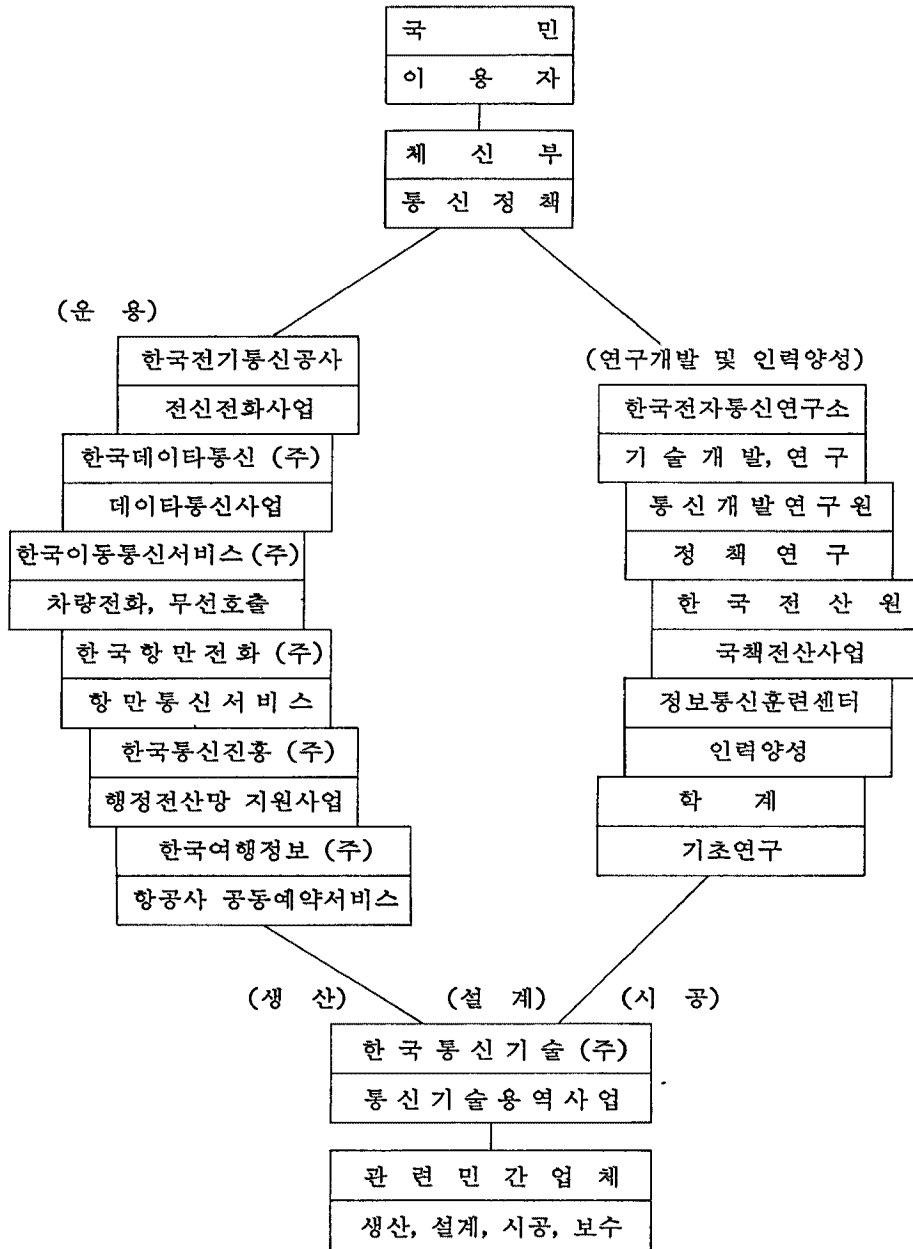 국 민
이 용 자
체 신 부
통 신 정 책
(운 용)
한국전기통신공사
전신전화사업
한국데이타통신 (주)
데이타통신사업
한국이동통신서비스 (주)
차량전화, 무선호출
한 국 항 만 전 화 (주)
항 만 통 신 서 비 스
한국통신진흥 (주)
행정전산망 지원사업
한국여행정보 (주)
항공사 공동예약서비스
(연구개발 및 인력양성)
한국전자통신연구소
기 술 개 발, 연 구
통 신 개 발 연 구 원
정 책 연 구
한 국 전 산 원
국책전산사업
정보통신훈련센터
인력양성
학 계
기초연구
(생 산) (설 계) (시 공)
한 국 통 신 기 술 (주)
통 신 기 술 용 역 사 업
관 련 민 간 업 체
생산, 설계, 시공, 보수